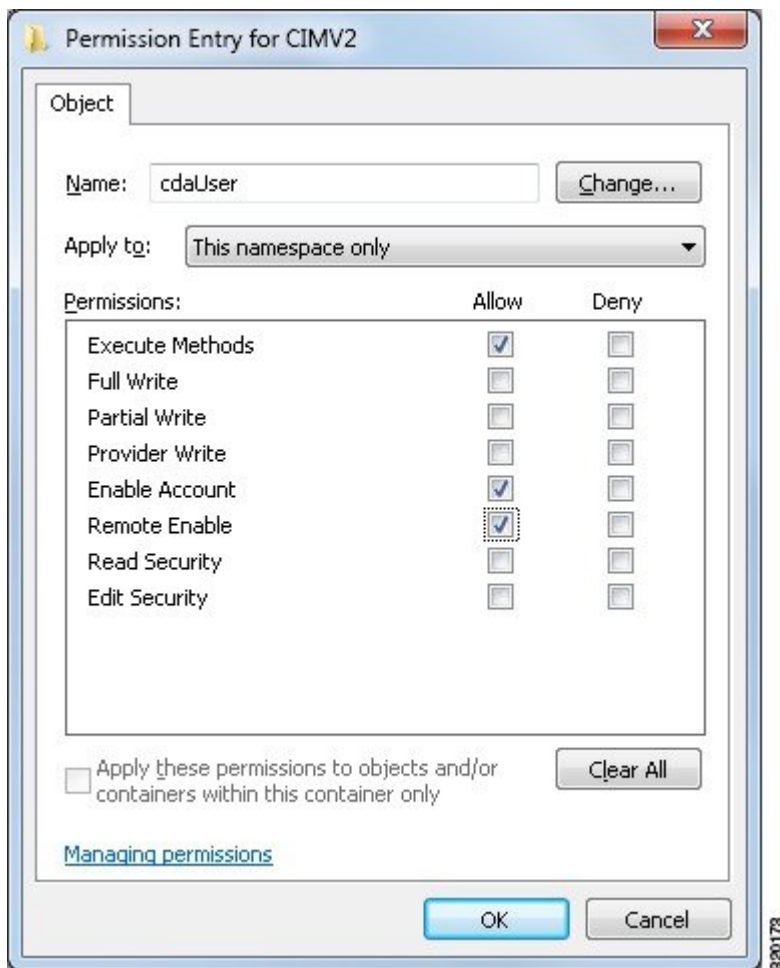 Permission Entry for CIMV2
Object
Name: cdaUser Change...
Apply to: This namespace only
Permissions: Allow Deny
Execute Methods
Full Write
Partial Write
Provider Write
Enable Account
Remote Enable
Read Security
Edit Security
Apply these permissions to objects and/or
containers within this container only
Clear All
Managing permissions
OK Cancel